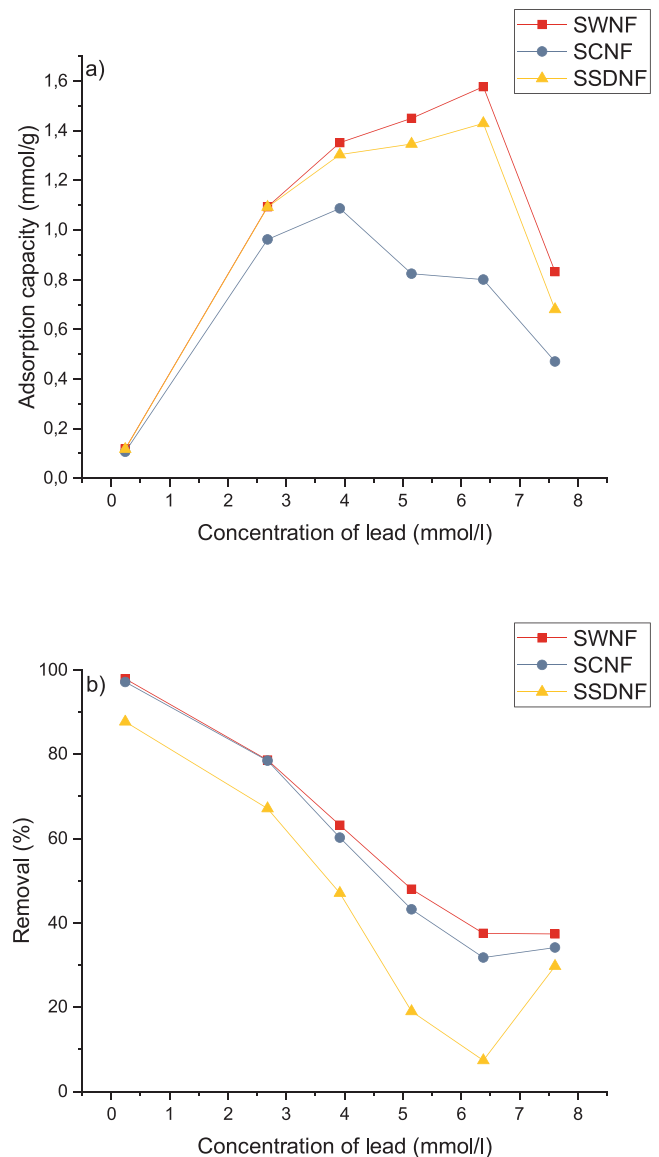 SWNF
SCNF
SSDNF
a)
1,6
1,4
1,2
1,0
0,8
0,6
0,4
0,2
0,0
Adsorption capacity (mmol/g)
0 1 2 3 4 5 6 7 8
Concentration of lead (mmol/l)
SWNF
SCNF
SSDNF
b)
100
80
60
40
20
0
Removal (%)
0 1 2 3 4 5 6 7 8
Concentration of lead (mmol/l)